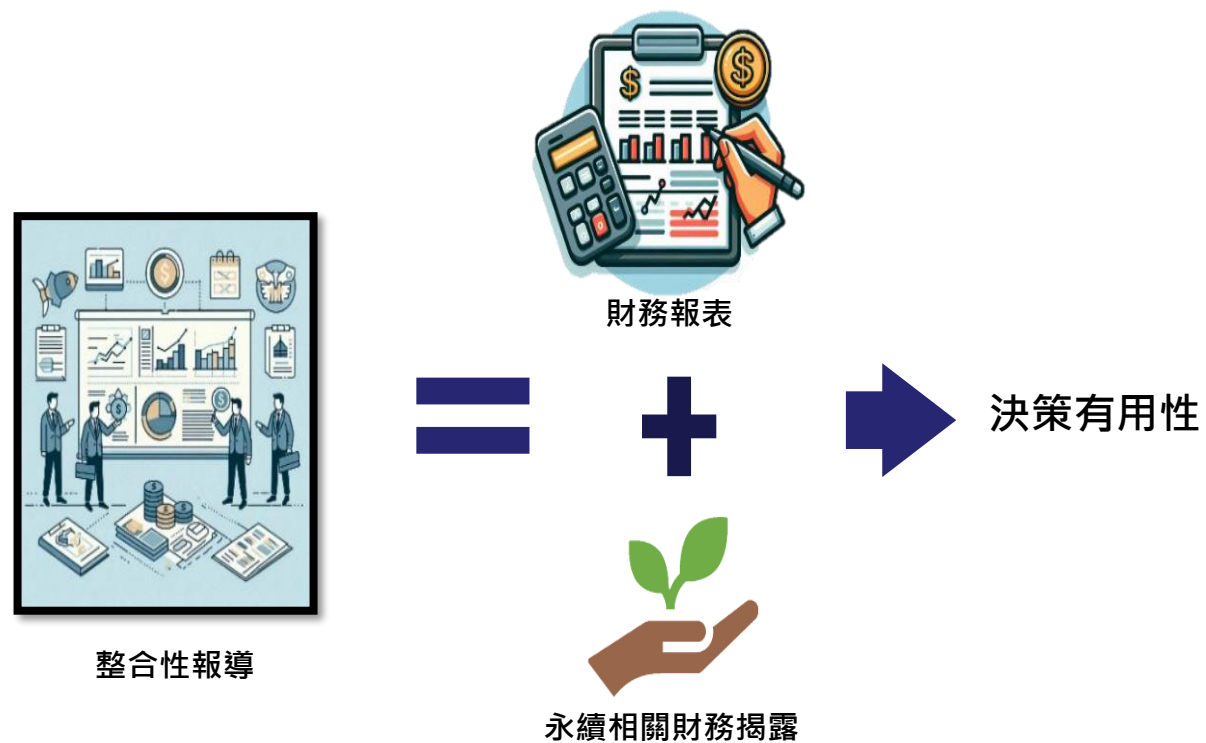 財務報表
決策有用性
整合性報導
永續相關財務揭露